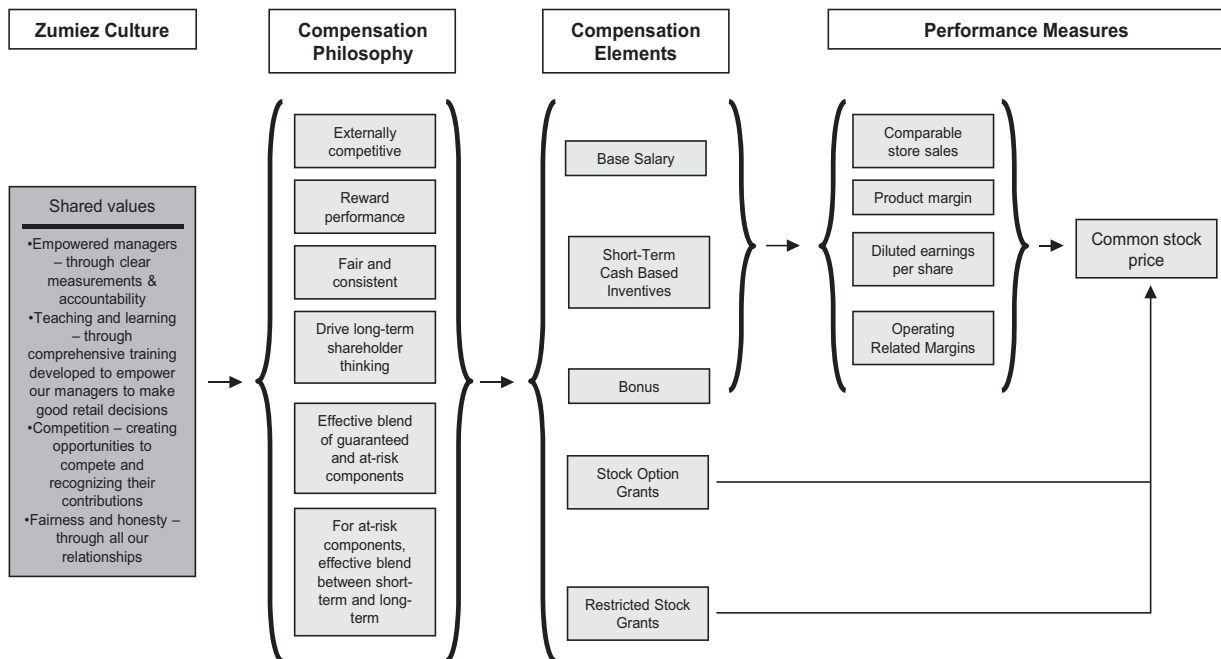 Zumiez Culture
Compensation
Philosophy
Compensation
Elements
Performance Measures
Shared values
•Empowered managers
– through clear
measurements &
accountability
•Teaching and learning
– through
comprehensive training
developed to empower
our managers to make
good retail decisions
•Competition – creating
opportunities to
compete and
recognizing their
contributions
•Fairness and honesty –
through all our
relationships
Externally
competitive
Reward
performance
Fair and
consistent
Drive long-term
shareholder
thinking
Effective blend
of guaranteed
and at-risk
components
For at-risk
components,
effective blend
between short-
term and long-
term
Base Salary
Short-Term
Cash Based
Inventives
Bonus
Stock Option
Grants
Restricted Stock
Grants
Comparable
store sales
Product margin
Diluted earnings
per share
Operating
Related Margins
Common stock
price